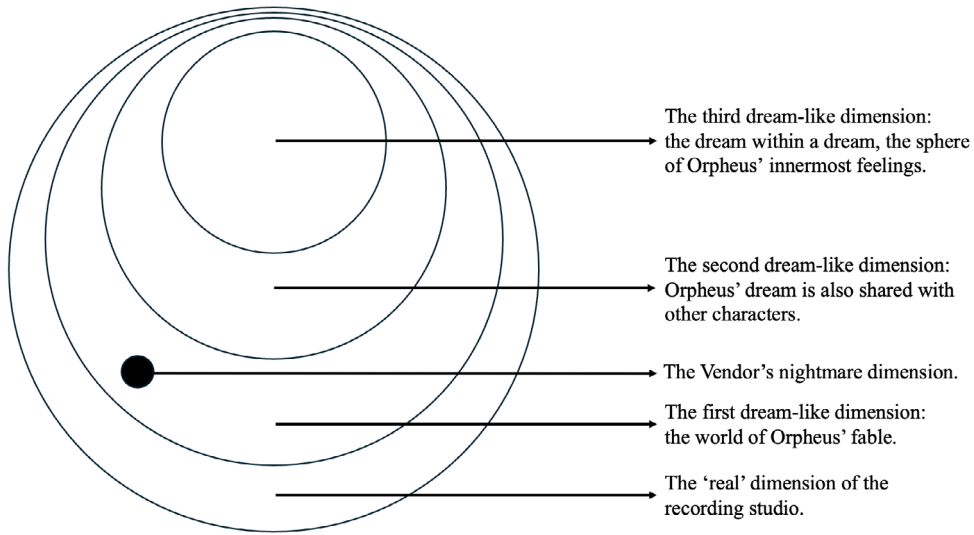 The third dream-like dimension:
the dream within a dream, the sphere
of Orpheus’ innermost feelings.
The second dream-like dimension:
Orpheus’ dream is also shared with
other characters.
The Vendor’s nightmare dimension.
The first dream-like dimension:
the world of Orpheus’ fable.
The ‘real’ dimension of the
recording studio.